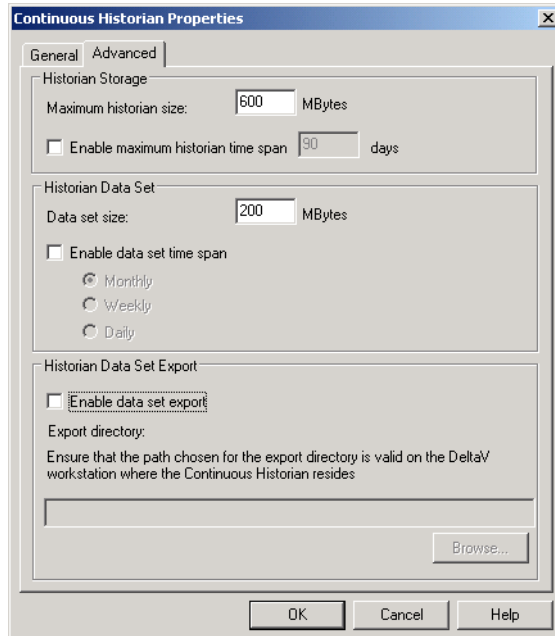 Continuous Historian Properties
General Advanced
Historian Storage
Maximum historian size: 600 MBytes
Enable maximum historian time span 90 days
Historian Data Set
Data set size: 200 MBytes
Enable data set time span
Monthly
Weekly
Daily
Historian Data Set Export
Enable data set export
Export directory:
Ensure that the path chosen for the export directory is valid on the DeltaV
workstation where the Continuous Historian resides
Browse...
OK Cancel Help